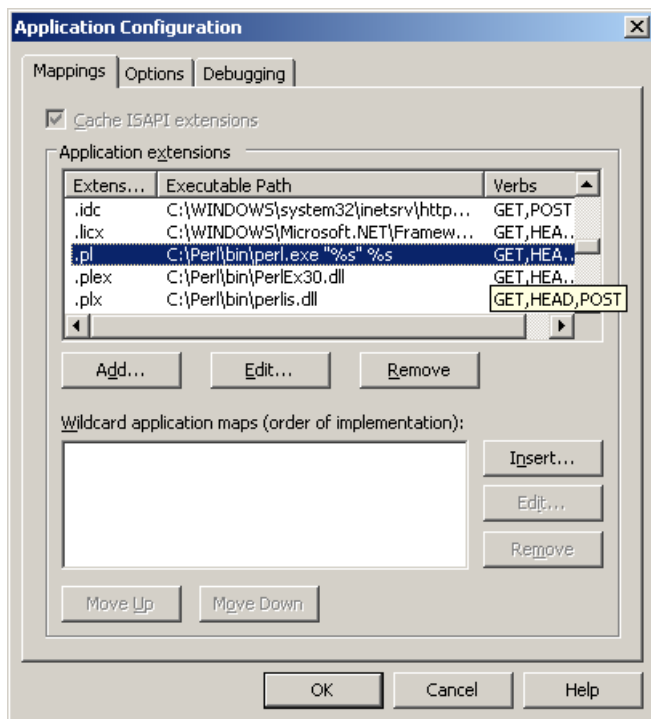 Application Configuration
Mappings Options Debugging
Cache ISAPI extensions
Application extensions
Extens... Executable Path Verbs
.idc C:\WINDOWS\system32\inetsrv\http... GET,POST
.licx C:\WINDOWS\Microsoft.NET\Framew... GET,HEA..
.pl C:\Perl\bin\perl.exe "%s" %s GET,HEA..
.plex C:\Perl\bin\PerlEx30.dll GET,HEA..
.plx C:\Perl\bin\perlis.dll GET,HEAD,POST
Add... Edit... Remove
Wildcard application maps (order of implementation):
Insert...
Edit...
Remove
Move Up Move Down
OK Cancel Help